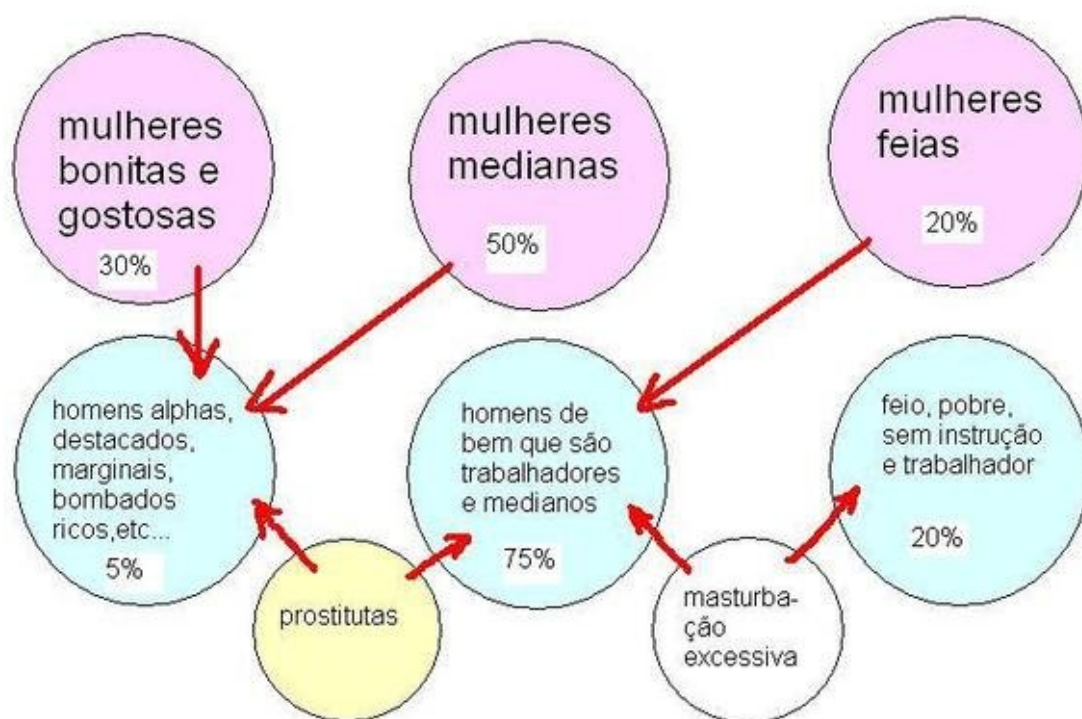 mulheres
bonitas e
gostosas
30%
mulheres
medianas
50%
mulheres
feias
20%
homens alphas,
destacados,
marginais,
bombados
ricos,etc...
5%
homens de
bem que são
trabalhadores
e medianos
75%
feio, pobre,
sem instrução
e trabalhador
20%
prostitutas
masturba-
ção
excessiva